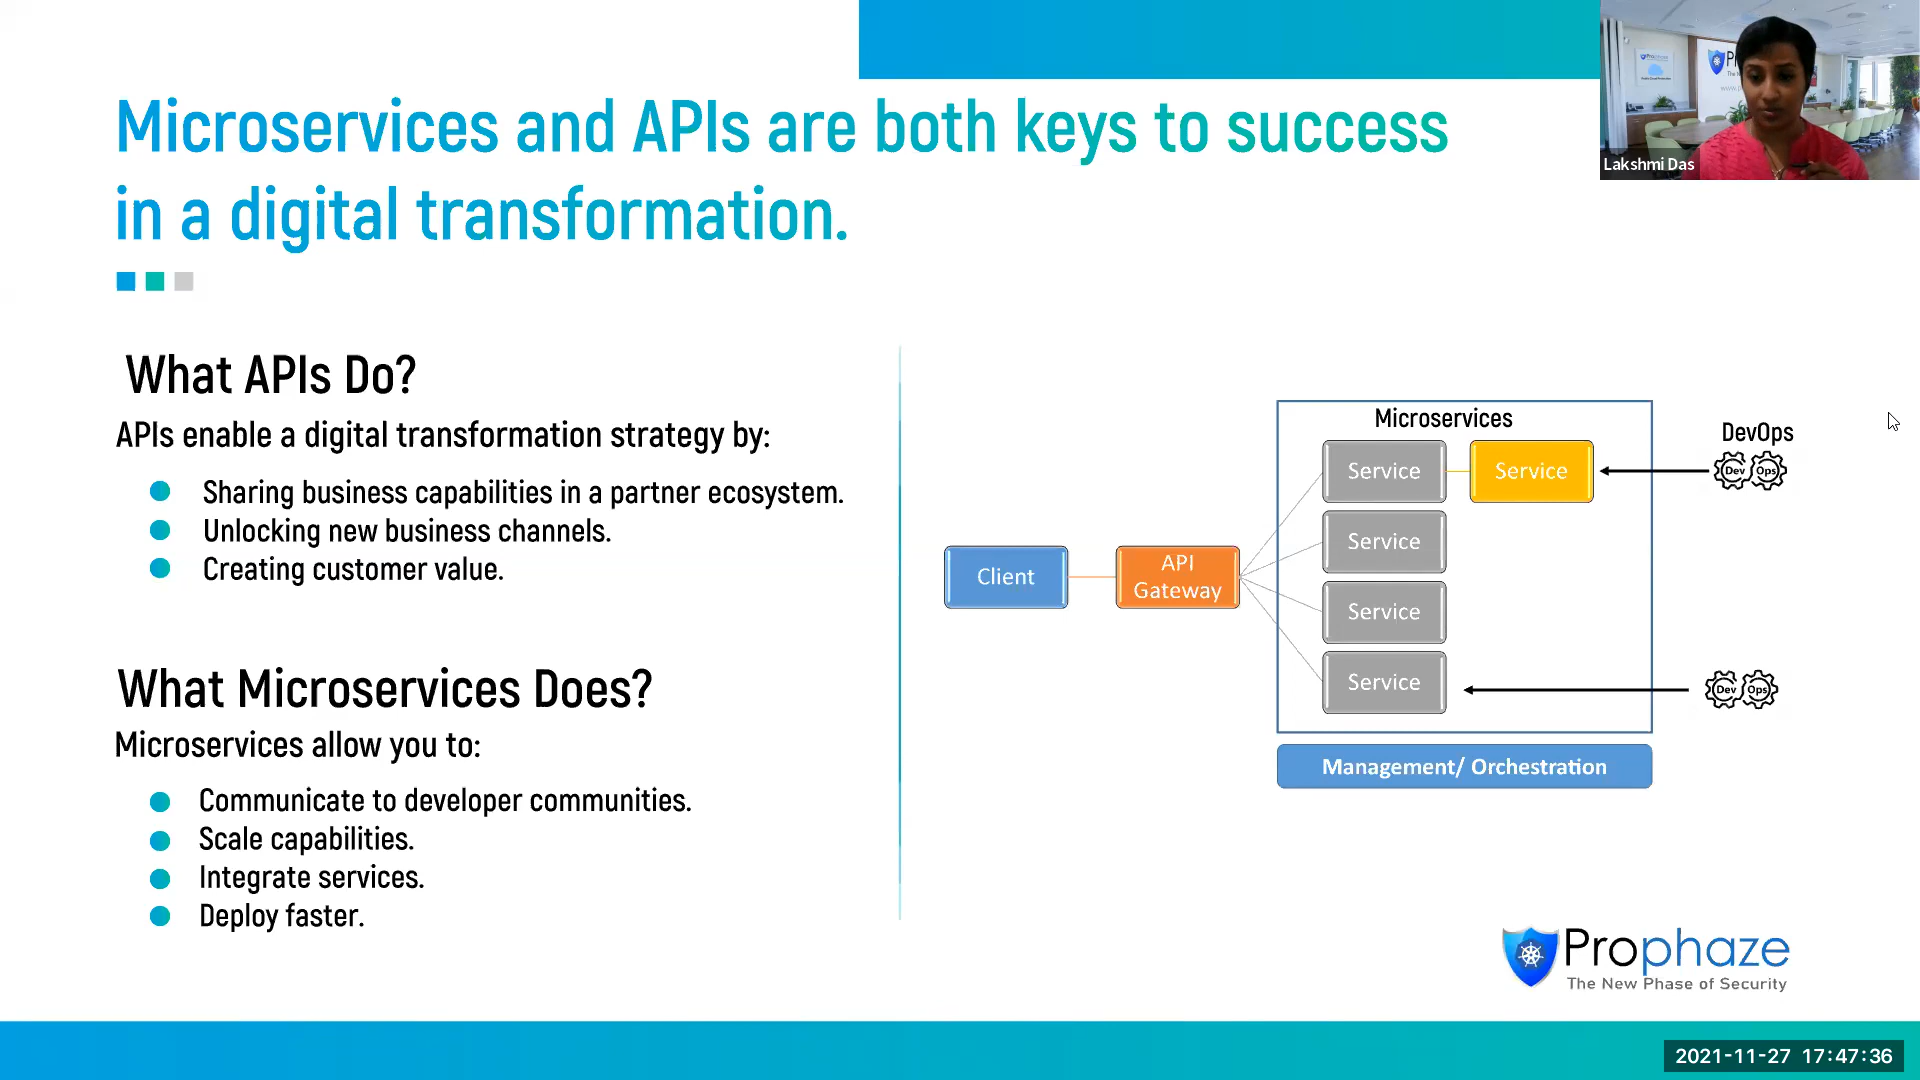 Microservices and APIs are both keys to success
in a digital transformation.
Lakshmi Das
What APIs Do?
APIs enable a digital transformation strategy by:
Sharing business capabilities in a partner ecosystem.
Unlocking new business channels.
Creating customer value.
What Microservices Does?
Microservices allow you to:
Communicate to developer communities.
Scale capabilities.
Integrate services.
Deploy faster.
Microservices
DevOps
Service
Service
Dev Ops
Service
Client
API
Gateway
Service
Service
Dev Ops
Management/ Orchestration
Prophaze
The New Phase of Security
2021-11-27 17:47:36